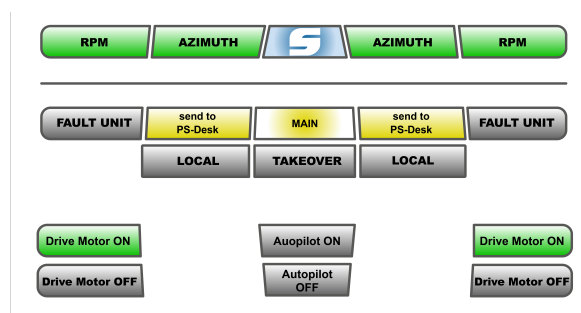 RPM AZIMUTH S AZIMUTH RPM
FAULT UNIT send to PS-Desk MAIN send to PS-Desk FAULT UNIT
LOCAL TAKEOVER LOCAL
Drive Motor ON Auopilot ON Drive Motor ON
Drive Motor OFF Autopilot OFF Drive Motor OFF